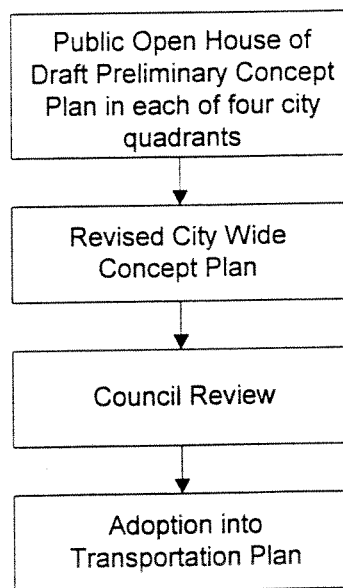 Public Open House of
Draft Preliminary Concept
Plan in each of four city
quadrants
Revised City Wide
Concept Plan
Council Review
Adoption into
Transportation Plan